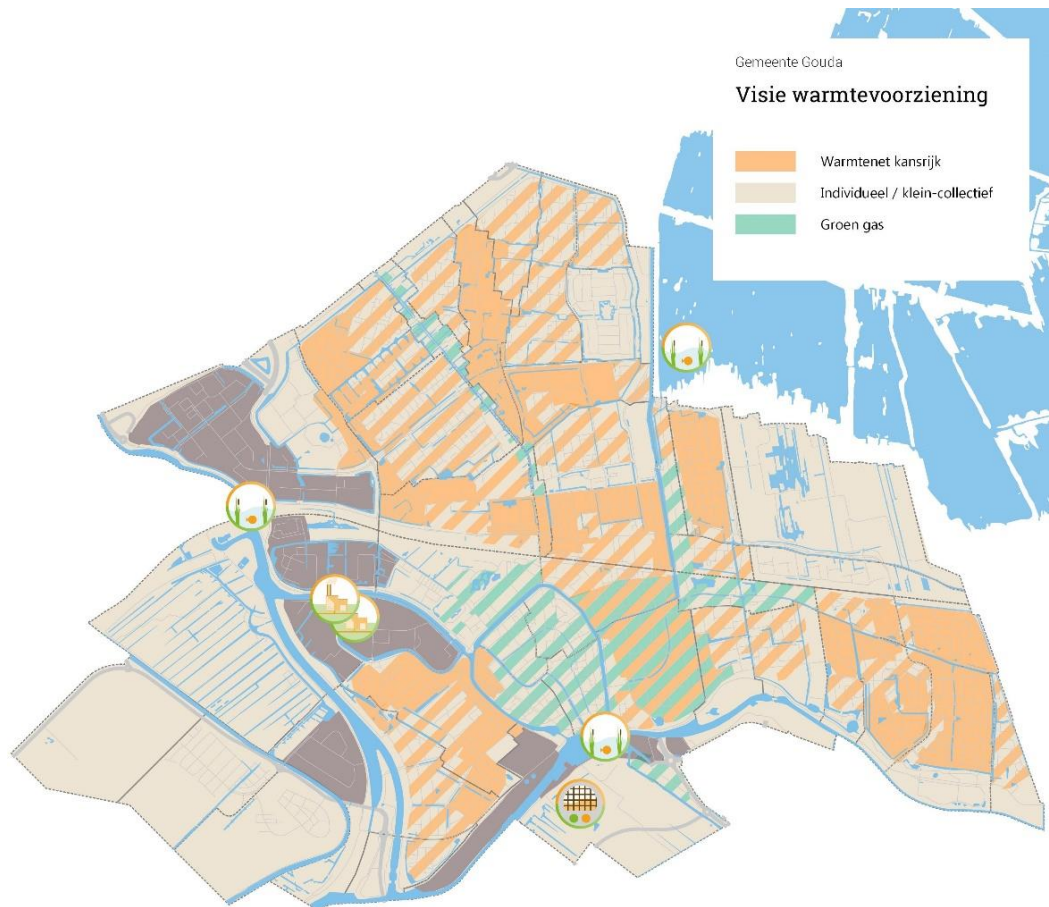 Gemeente Gouda
Visie warmtevoorziening
Warmtenet kansrijk
Individueel / klein-collectief
Groen gas